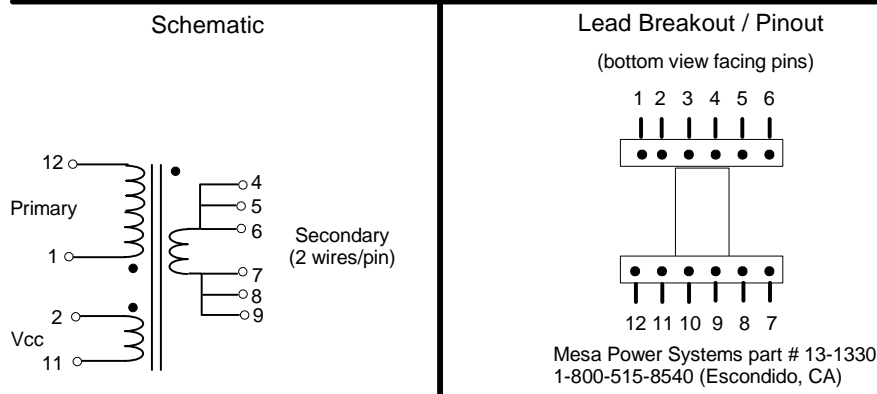 Schematic
12
Primary
1
2
Vcc
11
4
5
6
7
8
9
Secondary
(2 wires/pin)
Lead Breakout / Pinout
(bottom view facing pins)
1 2 3 4 5 6
12 11 10 9 8 7
Mesa Power Systems part # 13-1330
1-800-515-8540 (Escondido, CA)